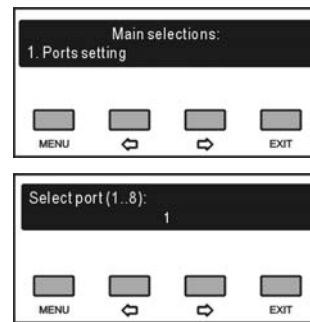 Main selections:
1. Ports setting
MENU EXIT
Select port (1..8):
1
MENU EXIT